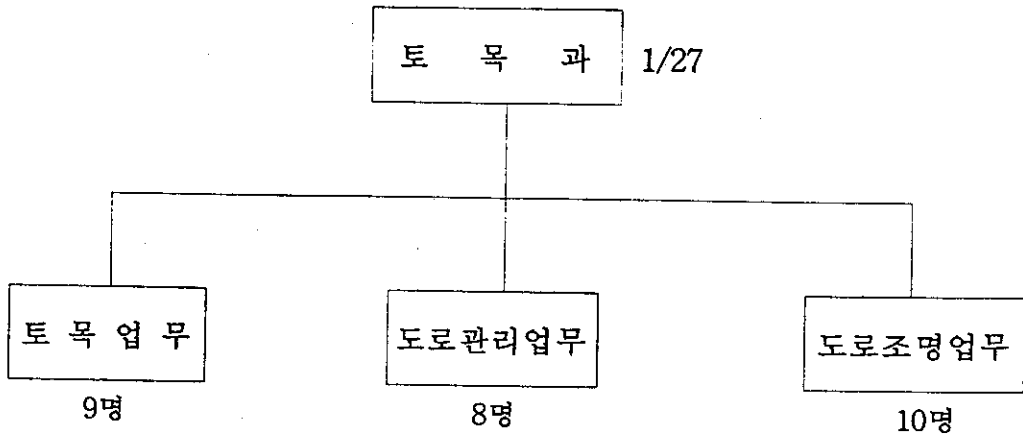 토 목 과 1/27
토 목 업 무
도로관리업무
도로조명업무
9명
8명
10명